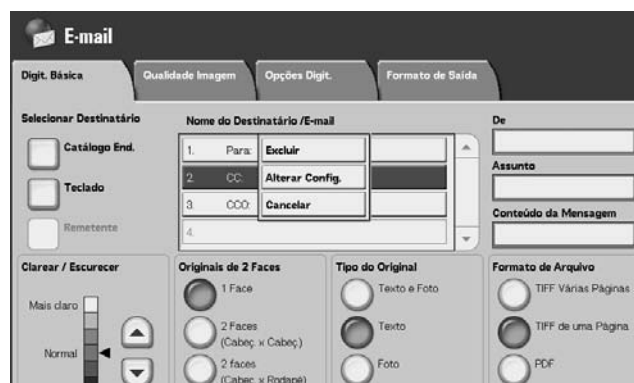 E-mail
Digit. Básica
Qualidade Imagem
Opções Digit.
Formato de Saída
Selecionar Destinatário
Catálogo End.
Teclado
Remetente
Nome do Destinatário /E-mail
1. Para:
Excluir
2. CC:
Alterar Config.
3. CCO:
Cancelar
4.
De
Assunto
Conteúdo da Mensagem
Clarear / Escurecer
Mais claro
Normal
Originais de 2 Faces
1 Face
2 Faces
(Cabeç. x Cabeç.)
2 faces
(Cabeç. x Rodapé)
Tipo do Original
Texto e Foto
Texto
Foto
Formato de Arquivo
TIFF Várias Páginas
TIFF de uma Página
PDF